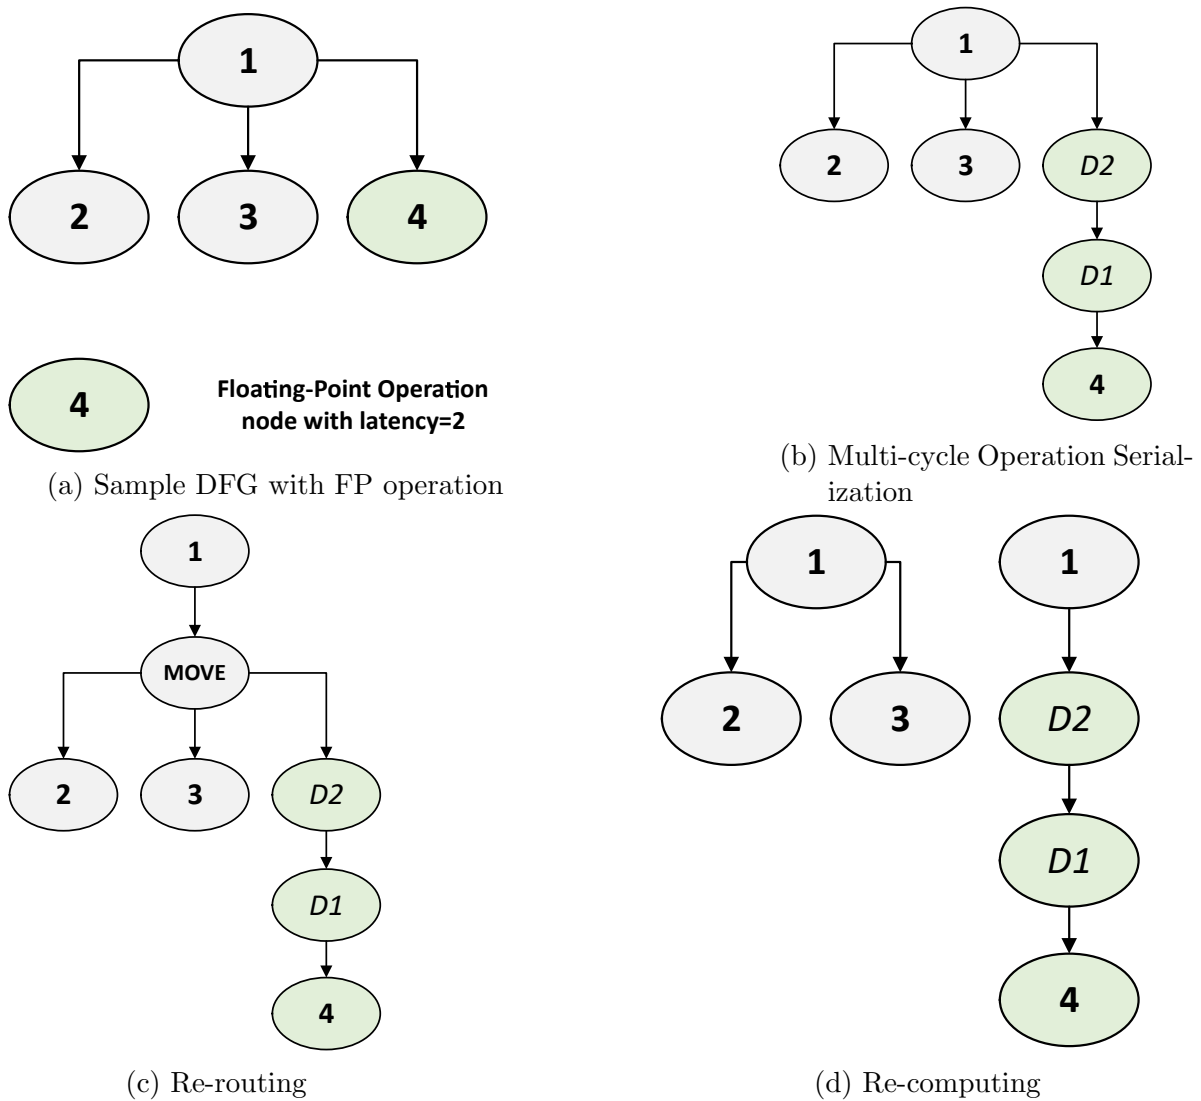 1
2
3
4
4
Floating-Point Operation
node with latency=2
(a) Sample DFG with FP operation
1
2
3
D2
D1
4
(b) Multi-cycle Operation Serial-
ization
1
MOVE
2
3
D2
D1
4
(c) Re-routing
1
2
3
1
D2
D1
4
(d) Re-computing